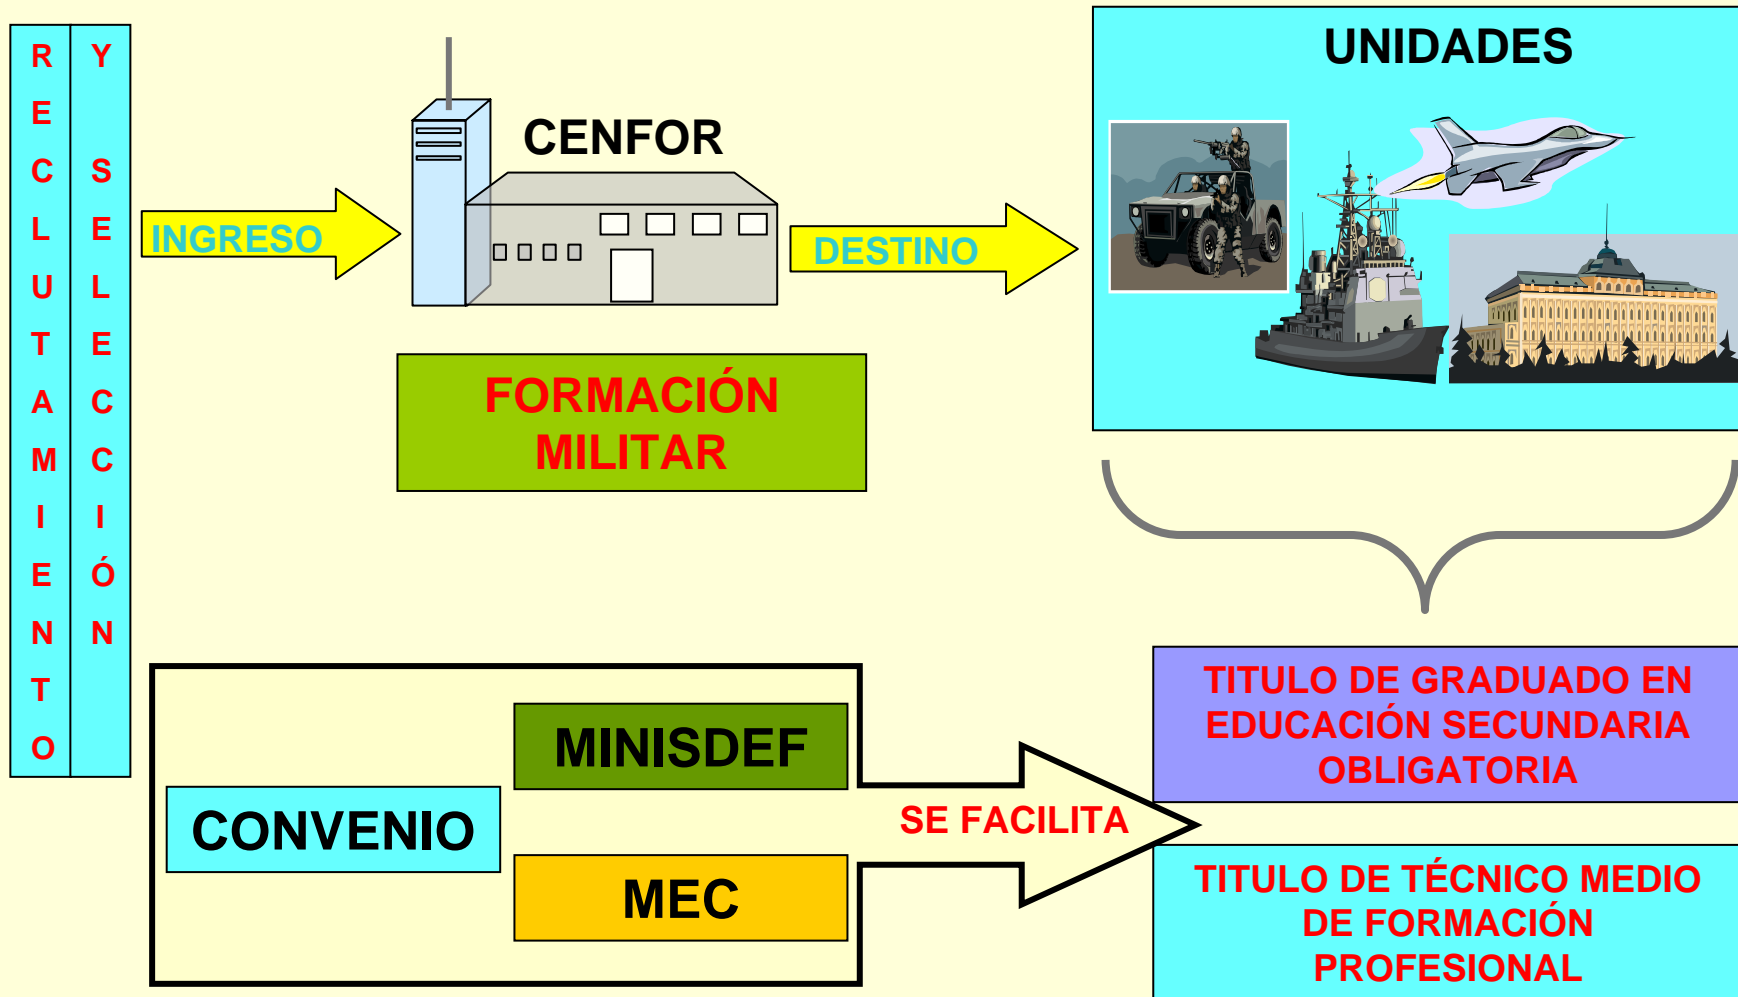 RECLUTAMIENTO
Y SELECCIÓN
INGRESO
CENFOR
FORMACIÓN
MILITAR
DESTINO
UNIDADES
CONVENIO
MINISDEF
MEC
SE FACILITA
TITULO DE GRADUADO EN
EDUCACIÓN SECUNDARIA
OBLIGATORIA
TITULO DE TÉCNICO MEDIO
DE FORMACIÓN
PROFESIONAL